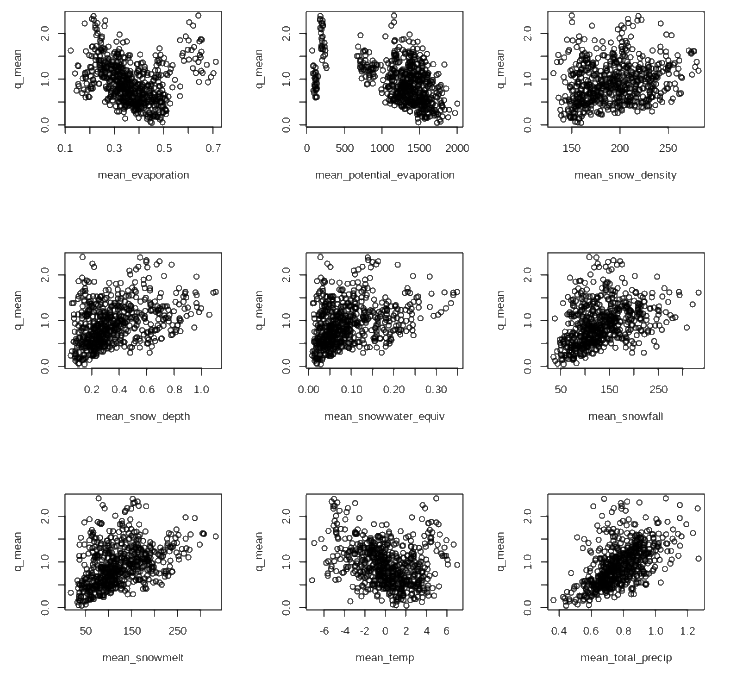 q_mean
0.0 1.0 2.0
0.1 0.3 0.5 0.7
mean_evaporation
q_mean
0.0 1.0 2.0
0 500 1000 1500 2000
mean_potential_evaporation
q_mean
0.0 1.0 2.0
150 200 250
mean_snow_density
q_mean
0.0 1.0 2.0
0.2 0.4 0.6 0.8 1.0
mean_snow_depth
q_mean
0.0 1.0 2.0
0.00 0.10 0.20 0.30
mean_snowwater_equiv
q_mean
0.0 1.0 2.0
50 150 250
mean_snowfall
q_mean
0.0 1.0 2.0
50 150 250
mean_snowmelt
q_mean
0.0 1.0 2.0
-6 -4 -2 0 2 4 6
mean_temp
q_mean
0.0 1.0 2.0
0.4 0.6 0.8 1.0 1.2
mean_total_precip